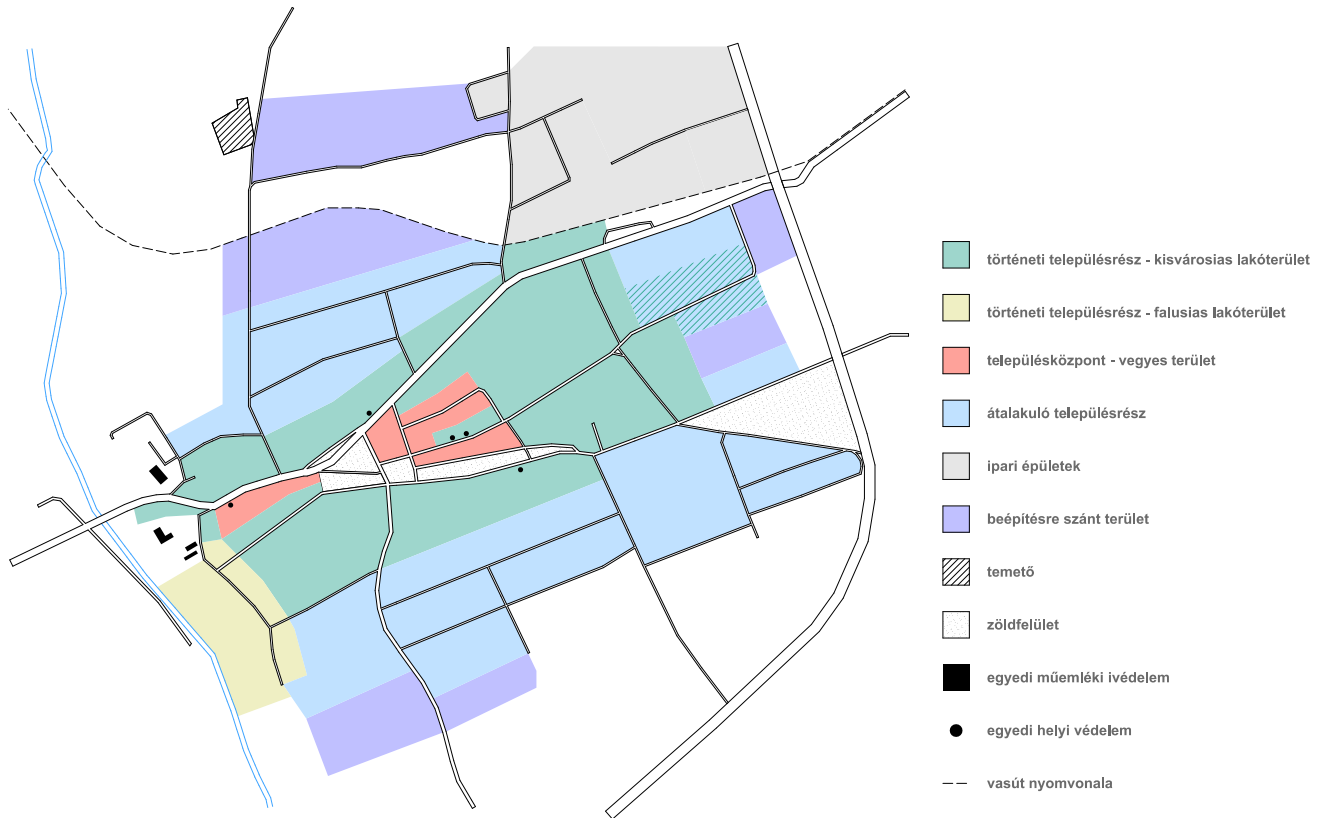 történeti településrész - kisvárosias lakóterület
történeti településrész - falusias lakóterület
településközpont - vegyes terület
átalakuló településrész
ipari épületek
beépítésre szánt terület
temető
zöldfelület
egyedi műemléki ivédelem
egyedi helyi védelem
vasút nyomvonala